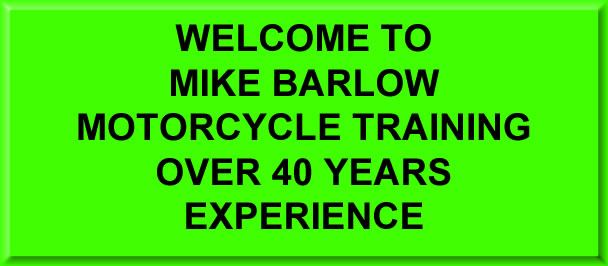 WELCOME TO
MIKE BARLOW
MOTORCYCLE TRAINING
OVER 40 YEARS
EXPERIENCE